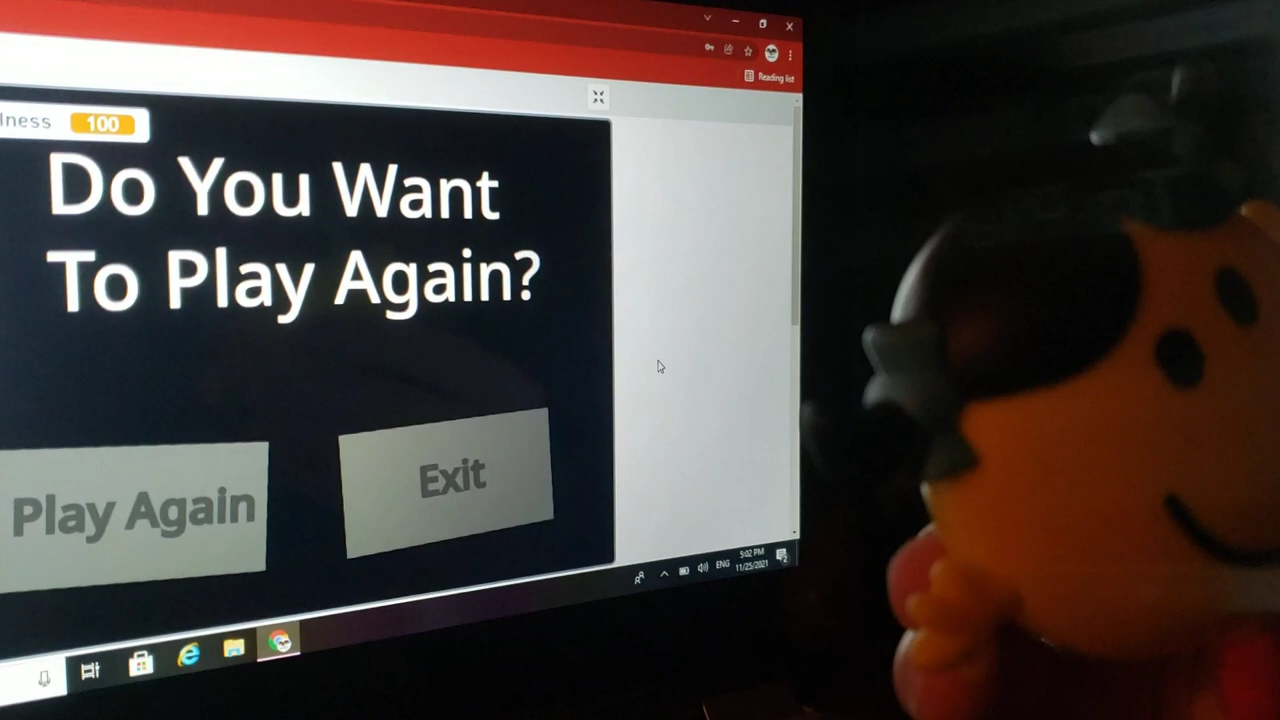 Reading list
lness 100
Do You Want
To Play Again?
Play Again
Exit
ENG
5:02 PM
11/25/2021
2